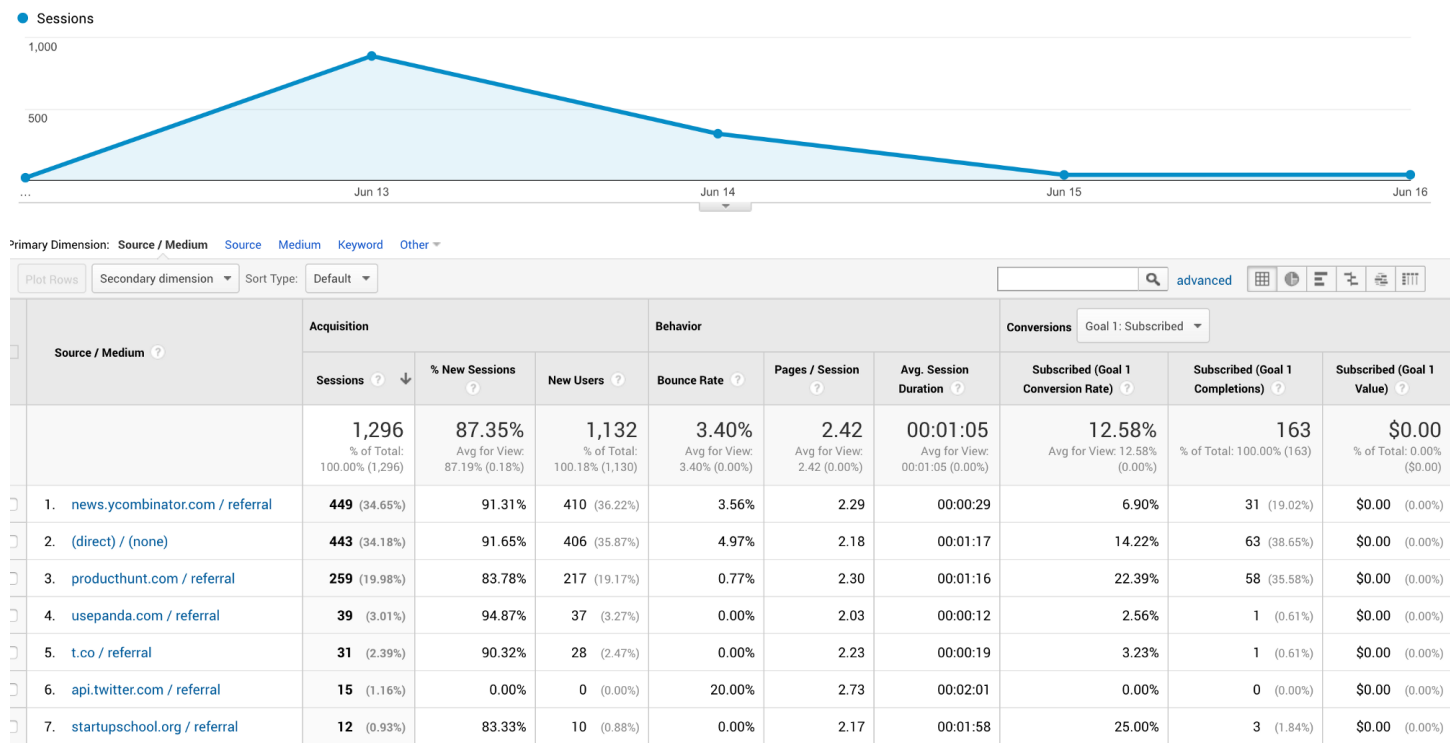 Sessions
1,000
500
... Jun 13 Jun 14 Jun 15 Jun 16
Primary Dimension: Source / Medium Source Medium Keyword Other
Plot Rows Secondary dimension Sort Type: Default advanced
Acquisition Behavior Conversions Goal 1: Subscribed
Source / Medium ? Sessions ? % New Sessions ? New Users ? Bounce Rate ? Pages / Session ? Avg. Session Duration ? Subscribed (Goal 1 Conversion Rate) ? Subscribed (Goal 1 Completions) ? Subscribed (Goal 1 Value) ?
1,296 87.35% 1,132 3.40% 2.42 00:01:05 12.58% 163 $0.00
% of Total: Avg for View: % of Total: Avg for View: Avg for View: Avg for View: Avg for View: 12.58% % of Total: 100.00% (163) % of Total: 0.00%
100.00% (1,296) 87.19% (0.18%) 100.18% (1,130) 3.40% (0.00%) 2.42 (0.00%) 00:01:05 (0.00%) (0.00%) ($0.00)
1. news.ycombinator.com / referral 449 (34.65%) 91.31% 410 (36.22%) 3.56% 2.29 00:00:29 6.90% 31 (19.02%) $0.00 (0.00%)
2. (direct) / (none) 443 (34.18%) 91.65% 406 (35.87%) 4.97% 2.18 00:01:17 14.22% 63 (38.65%) $0.00 (0.00%)
3. producthunt.com / referral 259 (19.98%) 83.78% 217 (19.17%) 0.77% 2.30 00:01:16 22.39% 58 (35.58%) $0.00 (0.00%)
4. usepanda.com / referral 39 (3.01%) 94.87% 37 (3.27%) 0.00% 2.03 00:00:12 2.56% 1 (0.61%) $0.00 (0.00%)
5. t.co / referral 31 (2.39%) 90.32% 28 (2.47%) 0.00% 2.23 00:00:19 3.23% 1 (0.61%) $0.00 (0.00%)
6. api.twitter.com / referral 15 (1.16%) 0.00% 0 (0.00%) 20.00% 2.73 00:02:01 0.00% 0 (0.00%) $0.00 (0.00%)
7. startupschool.org / referral 12 (0.93%) 83.33% 10 (0.88%) 0.00% 2.17 00:01:58 25.00% 3 (1.84%) $0.00 (0.00%)